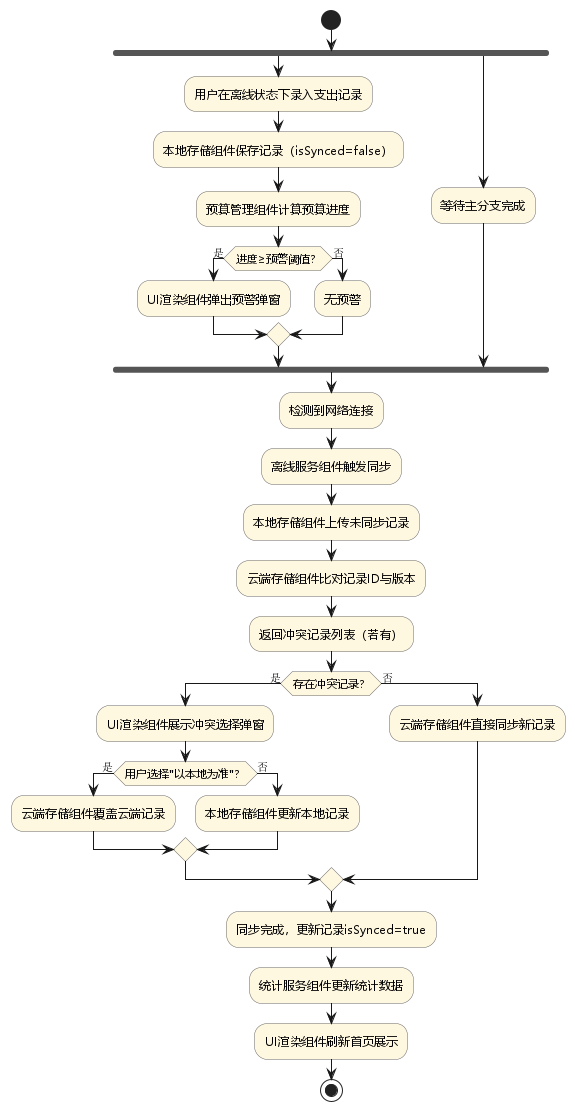 用户在离线状态下录入支出记录
本地存储组件保存记录（isSynced=false）
预算管理组件计算预算进度
等待主分支完成
是
进度≥预警阈值？
否
UI渲染组件弹出预警弹窗
无预警
检测到网络连接
离线服务组件触发同步
本地存储组件上传未同步记录
云端存储组件比对记录ID与版本
返回冲突记录列表（若有）
是
存在冲突记录？
否
UI渲染组件展示冲突选择弹窗
云端存储组件直接同步新记录
是
用户选择"以本地为准"？
否
云端存储组件覆盖云端记录
本地存储组件更新本地记录
同步完成，更新记录isSynced=true
统计服务组件更新统计数据
UI渲染组件刷新首页展示